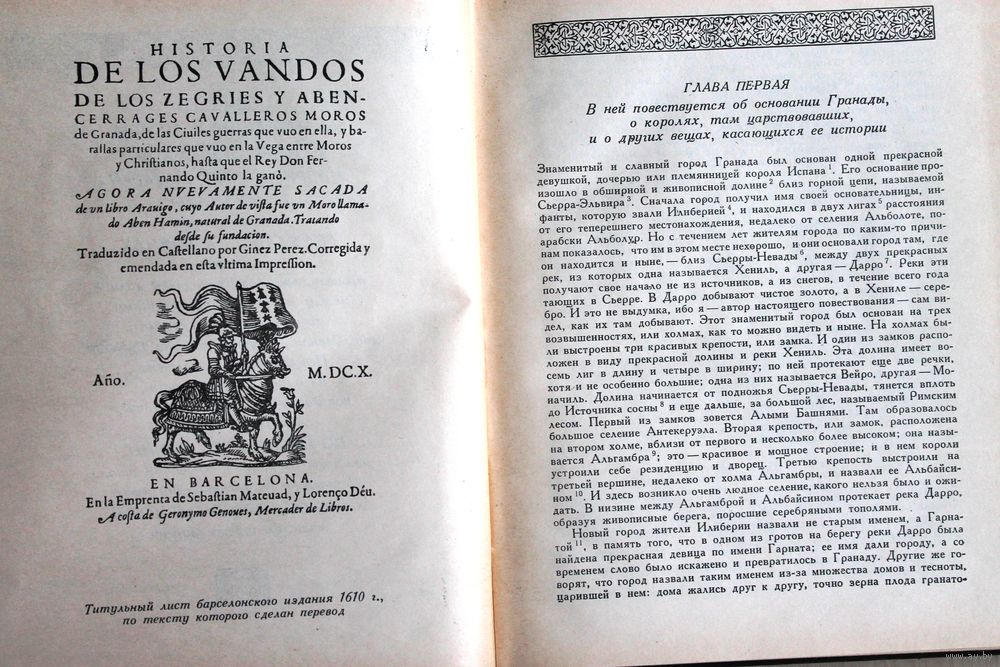 HISTORIA
DE LOS VANDOS
DE LOS ZEGRIES Y ABEN-
CERRAGES CAVALLEROS MOROS
de Granada, de las Ciuiles guerras que vuo en ella, y ba-
tallas particulares que vuo en la Vega entre Moros
y Christianos, hasta que el Rey Don Fer-
nando Quinto la ganò.
AGORA NVEVAMENTE SACADA
de vn libro Arauigo, cuyo Autor de vista fue vn Moro llama-
do Aben Hamin, natural de Granada. Tratando
desde su fundacion.
Traduzido en Castellano por Ginez Perez. Corregida y
emendada en esta vltima Impression.
Año. M. DC. X.
EN BARCELONA.
En la Emprenta de Sebastian Mateuad, y Lorenço Déu.
A costa de Geronymo Genoues, Mercader de Libros.
Титульный лист барселонского издания 1610 г.,
по тексту которого сделан перевод
ГЛАВА ПЕРВАЯ
В ней повествуется об основании Гранады,
о королях, там царствовавших,
и о других вещах, касающихся ее истории
Знаменитый и славный город Гранада был основан одной прекрасной
девушкой, дочерью или племянницей короля Испана 1. Его основание про-
изошло в обширной и живописной долине 2 близ горной цепи, называемой
Сьерра-Эльвира 3. Сначала город получил имя своей основательницы, ин-
фанты, которую звали Илиберией 4, и находился в двух лигах 5 расстояния
от его теперешнего местонахождения, недалеко от селения Альболоте, по-
арабски Альболут. Но с течением лет жителям города по каким-то причи-
нам показалось, что им в этом месте нехорошо, и они основали город там, где
он находится и ныне,— близ Сьерры-Невады 6, между двух прекрасных
рек, из которых одна называется Хениль, а другая — Дарро 7. Реки эти
получают свое начало не из источников, а из снегов, в течение всего года
тающих в Сьерре. В Дарро добывают чистое золото, а в Хениле — сере-
бро. И это не выдумка, ибо я — автор настоящего повествования — сам ви-
дел, как их там добывают. Этот знаменитый город был основан на трех
возвышенностях, или холмах, как то можно видеть и ныне. На холмах бы-
ли выстроены три красивых крепости, или замка. И один из замков распо-
ложен в виду прекрасной долины и реки Хениль. Эта долина имеет во-
семь лиг в длину и четыре в ширину; по ней протекают еще две речки,
хотя и не особенно большие; одна из них называется Вейро, другая — Мо-
начиль. Долина начинается от подножья Сьерры-Невады, тянется вплоть
до Источника сосны 8 и еще дальше, за большой лес, называемый Римским
лесом. Первый из замков зовется Алыми Башнями. Там образовалось
большое селение Антекеруэла. Вторая крепость, или замок, расположена
на втором холме, вблизи от первого и несколько более высоком; она назы-
вается Альгамбра 9; это — красивое и мощное строение; и в нем короли
устроили себе резиденцию и дворец. Третью крепость выстроили на
третьей вершине, недалеко от холма Альгамбры, и назвали ее Альбайси-
ном 10. И здесь возникло очень людное селение, какого нельзя было и ожи-
дать. В низине между Альгамброй и Альбайсином протекает река Дарро,
образуя живописные берега, поросшие серебряными тополями.
Новый город жители Илиберии назвали не старым именем, а Гарна-
той 11, в память того, что в одном из гротов на берегу реки Дарро была
найдена прекрасная девица по имени Гарната; ее имя дали городу, а со
временем слово было искажено и превратилось в Гранаду. Другие же го-
ворят, что город назвали таким именем из-за множества домов и тесноты,
царившей в нем: дома жались друг к другу, точно зерна плода гранато-
www.ay.by